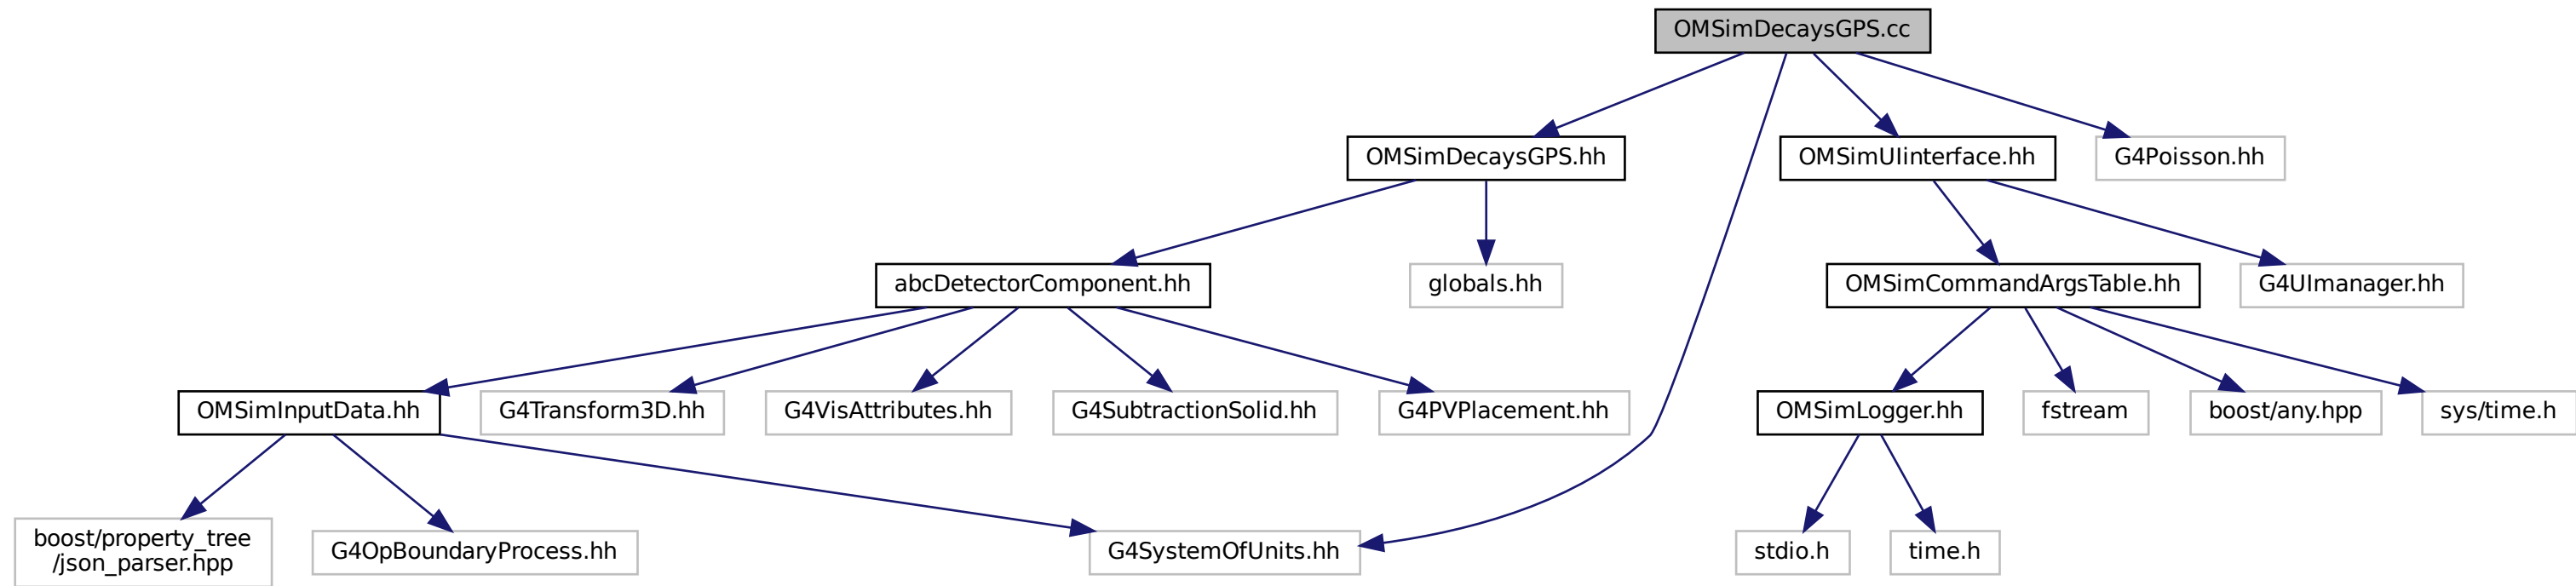 OMSimDecaysGPS.cc
OMSimDecaysGPS.hh
OMSimUIinterface.hh
G4Poisson.hh
abcDetectorComponent.hh
globals.hh
OMSimCommandArgsTable.hh
G4UImanager.hh
OMSimInputData.hh
G4Transform3D.hh
G4VisAttributes.hh
G4SubtractionSolid.hh
G4PVPlacement.hh
OMSimLogger.hh
fstream
boost/any.hpp
sys/time.h
boost/property_tree
/json_parser.hpp
G4OpBoundaryProcess.hh
G4SystemOfUnits.hh
stdio.h
time.h